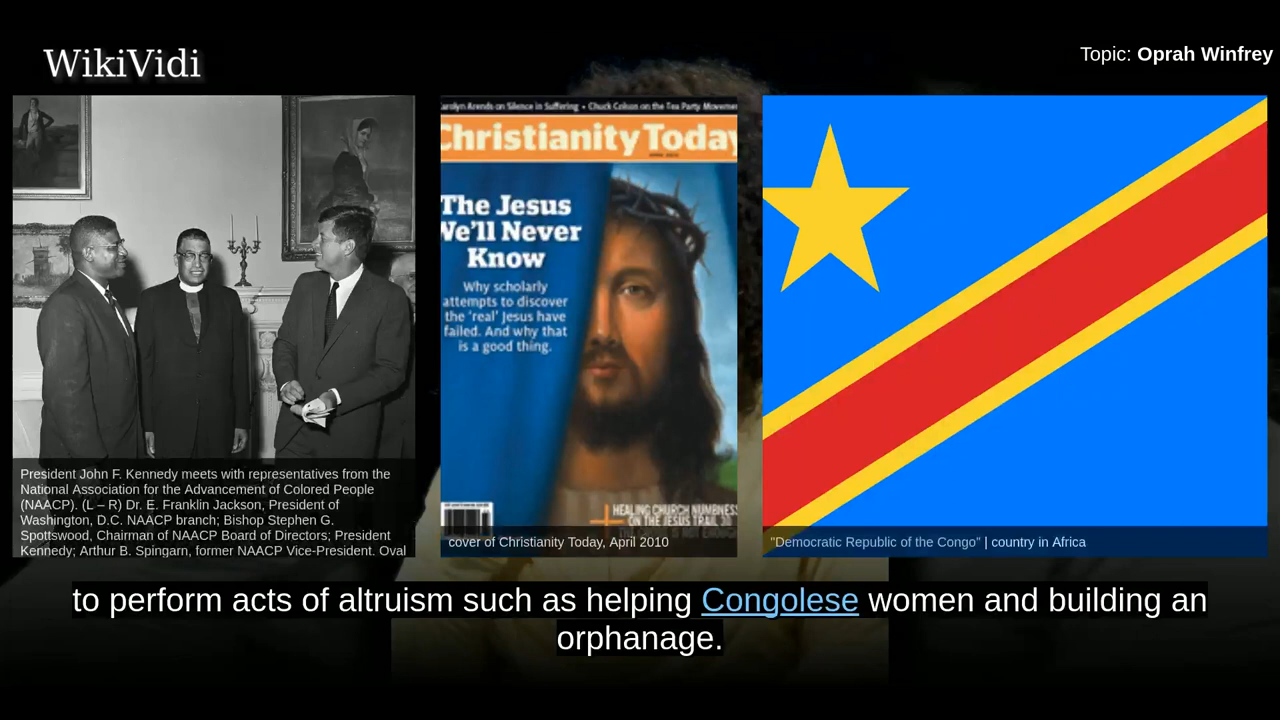 WikiVidi
Topic: Oprah Winfrey
President John F. Kennedy meets with representatives from the
National Association for the Advancement of Colored People
(NAACP). (L – R) Dr. E. Franklin Jackson, President of
Washington, D.C. NAACP branch; Bishop Stephen G.
Spottswood, Chairman of NAACP Board of Directors; President
Kennedy; Arthur B. Spingarn, former NAACP Vice-President. Oval
arolyn Arends on Silence in Suffering • Chuck Colson on the Tea Party Movemen
Christianity Today
The Jesus
We'll Never
Know
Why scholarly
attempts to discover
the 'real' Jesus have
failed. And why that
is a good thing.
HEALING CHURCH NUMBNESS
ON THE JESUS TRAIL
cover of Christianity Today, April 2010
"Democratic Republic of the Congo" | country in Africa
to perform acts of altruism such as helping Congolese women and building an
orphanage.